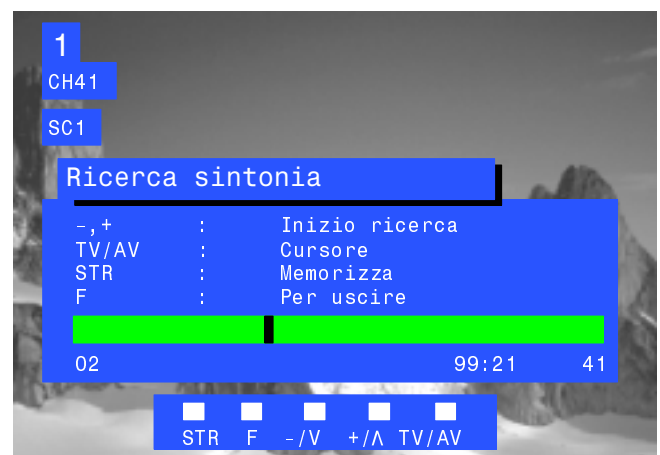 1
CH41
SC1
Ricerca sintonia
-,+ : Inizio ricerca
TV/AV : Cursore
STR : Memorizza
F : Per uscire
02 99:21 41
STR F -/V +/Λ TV/AV